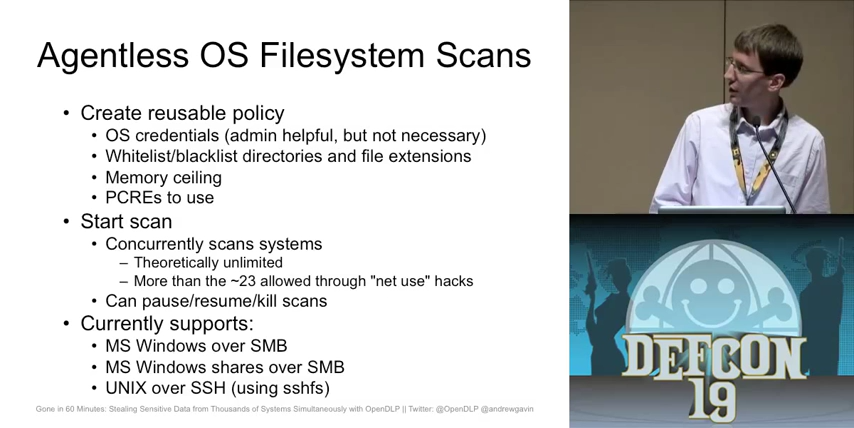 Agentless OS Filesystem Scans
• Create reusable policy
• OS credentials (admin helpful, but not necessary)
• Whitelist/blacklist directories and file extensions
• Memory ceiling
• PCREs to use
• Start scan
• Concurrently scans systems
– Theoretically unlimited
– More than the ~23 allowed through "net use" hacks
• Can pause/resume/kill scans
• Currently supports:
• MS Windows over SMB
• MS Windows shares over SMB
• UNIX over SSH (using sshfs)
Gone in 60 Minutes: Stealing Sensitive Data from Thousands of Systems Simultaneously with OpenDLP || Twitter: @OpenDLP @andrewgavin
DEFCON
19